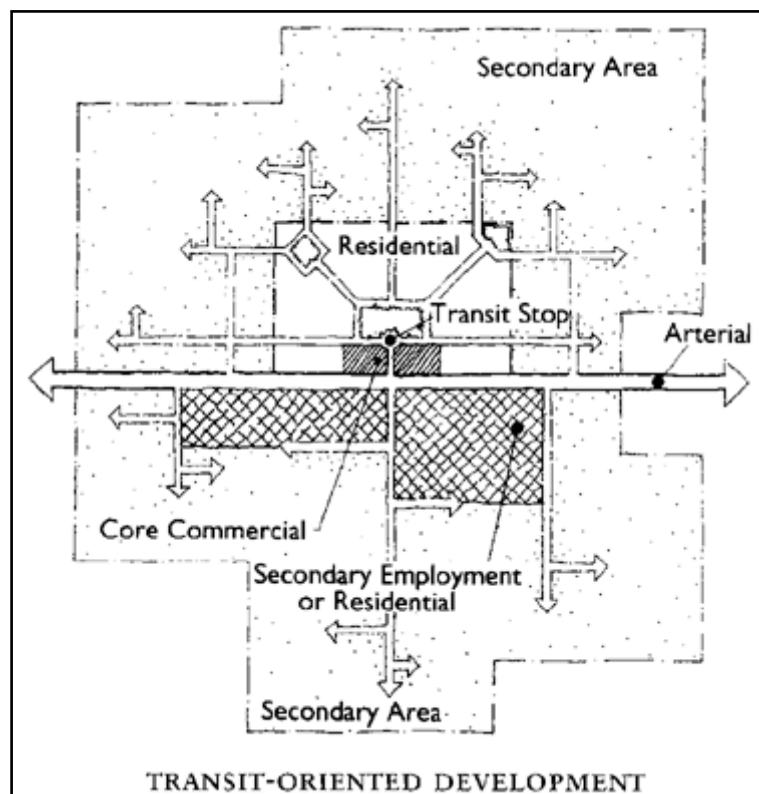 Secondary Area
Residential
Transit Stop
Arterial
Core Commercial
Secondary Employment
or Residential
Secondary Area
TRANSIT-ORIENTED DEVELOPMENT